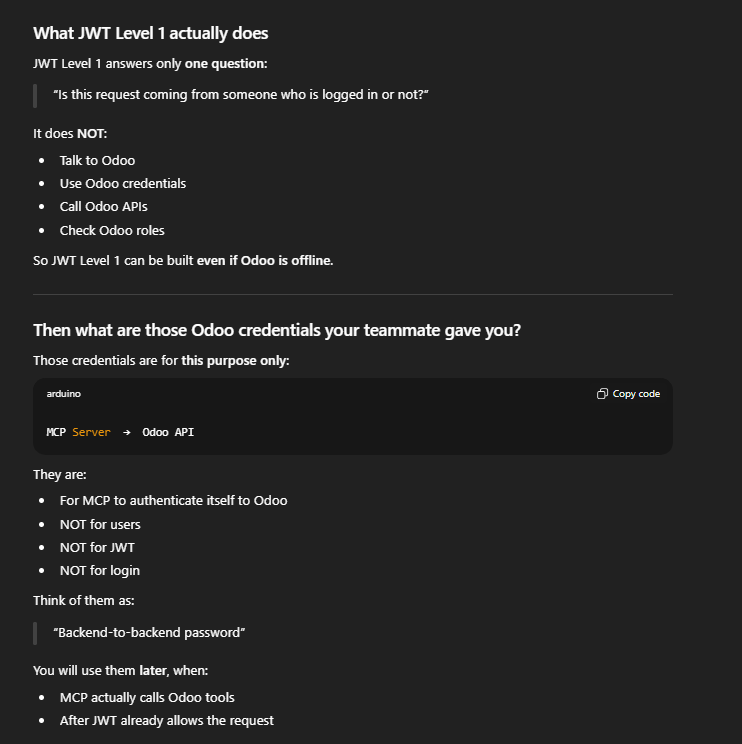 What JWT Level 1 actually does
JWT Level 1 answers only one question:
“Is this request coming from someone who is logged in or not?”
It does NOT:
• Talk to Odoo
• Use Odoo credentials
• Call Odoo APIs
• Check Odoo roles
So JWT Level 1 can be built even if Odoo is offline.
Then what are those Odoo credentials your teammate gave you?
Those credentials are for this purpose only:
arduino
Copy code
MCP Server → Odoo API
They are:
• For MCP to authenticate itself to Odoo
• NOT for users
• NOT for JWT
• NOT for login
Think of them as:
“Backend-to-backend password”
You will use them later, when:
• MCP actually calls Odoo tools
• After JWT already allows the request